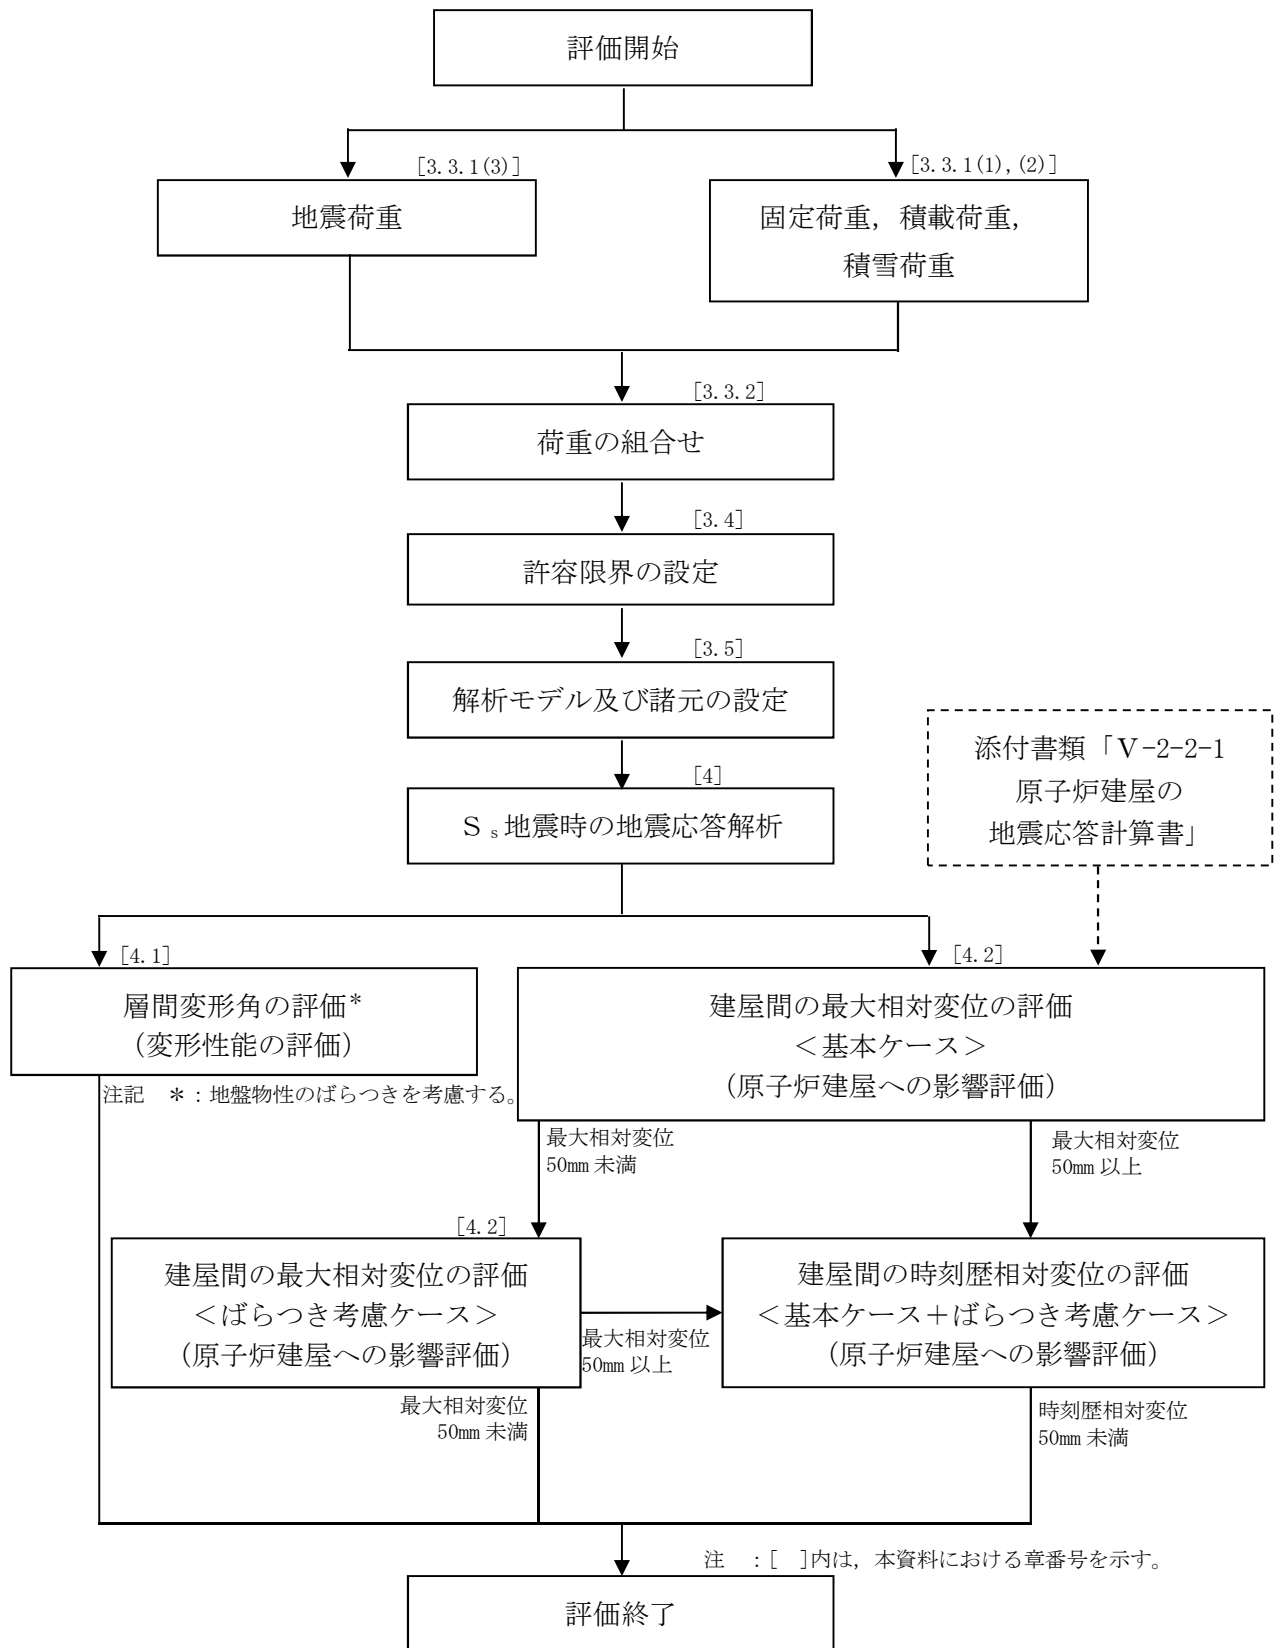 評価開始
[3.3.1(3)]
[3.3.1(1),(2)]
地震荷重
固定荷重，積載荷重，
積雪荷重
[3.3.2]
荷重の組合せ
[3.4]
許容限界の設定
[3.5]
解析モデル及び諸元の設定
[4]
Ｓｓ地震時の地震応答解析
添付書類「Ⅴ-2-2-1
原子炉建屋の
地震応答計算書」
[4.1]
層間変形角の評価*
（変形性能の評価）
注記　＊：地盤物性のばらつきを考慮する。
[4.2]
建屋間の最大相対変位の評価
＜基本ケース＞
（原子炉建屋への影響評価）
最大相対変位
50mm 未満
最大相対変位
50mm 以上
[4.2]
建屋間の最大相対変位の評価
＜ばらつき考慮ケース＞
（原子炉建屋への影響評価）
最大相対変位
50mm 以上
建屋間の時刻歴相対変位の評価
＜基本ケース＋ばらつき考慮ケース＞
（原子炉建屋への影響評価）
最大相対変位
50mm 未満
時刻歴相対変位
50mm 未満
注　：[　]内は，本資料における章番号を示す。
評価終了